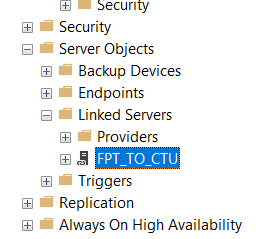 Security
Security
Server Objects
Backup Devices
Endpoints
Linked Servers
Providers
FPT_TO_CTU
Triggers
Replication
Always On High Availability